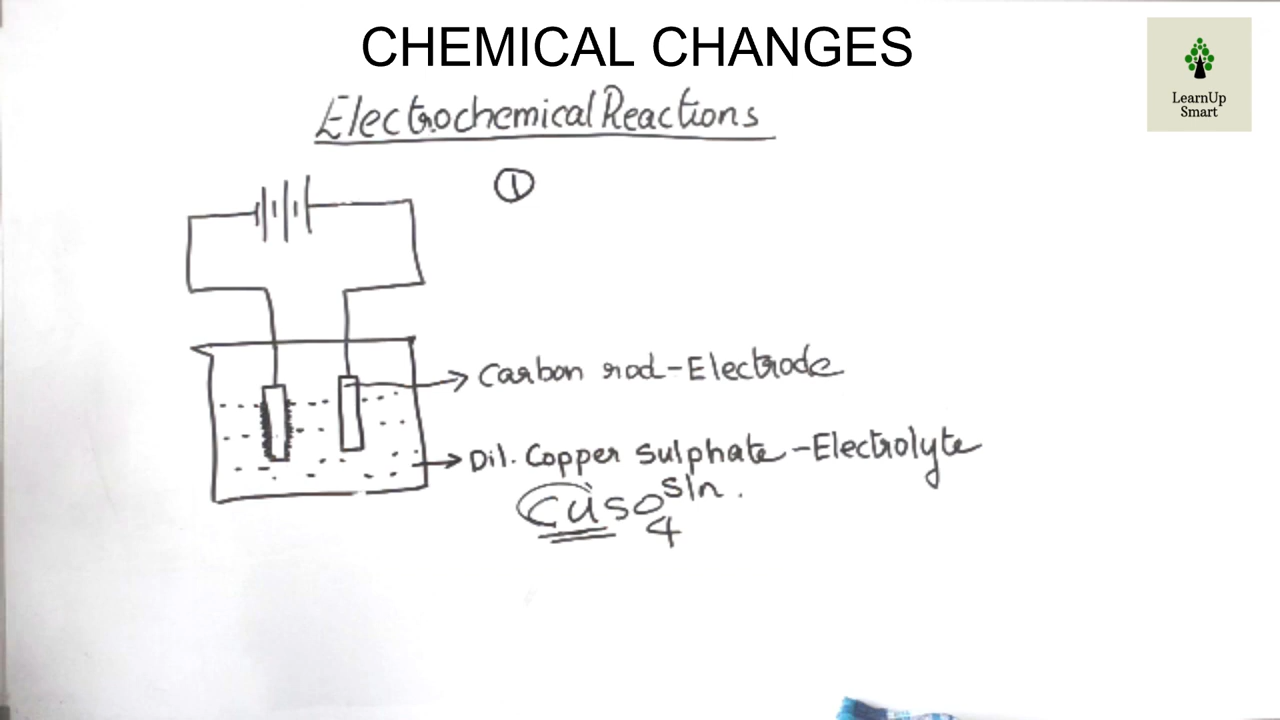 CHEMICAL CHANGES
LearnUp
Smart
Electrochemical Reactions
1
Carbon rod-Electrode
Dil. Copper sulphate-Electrolyte
sln.
CuSO4